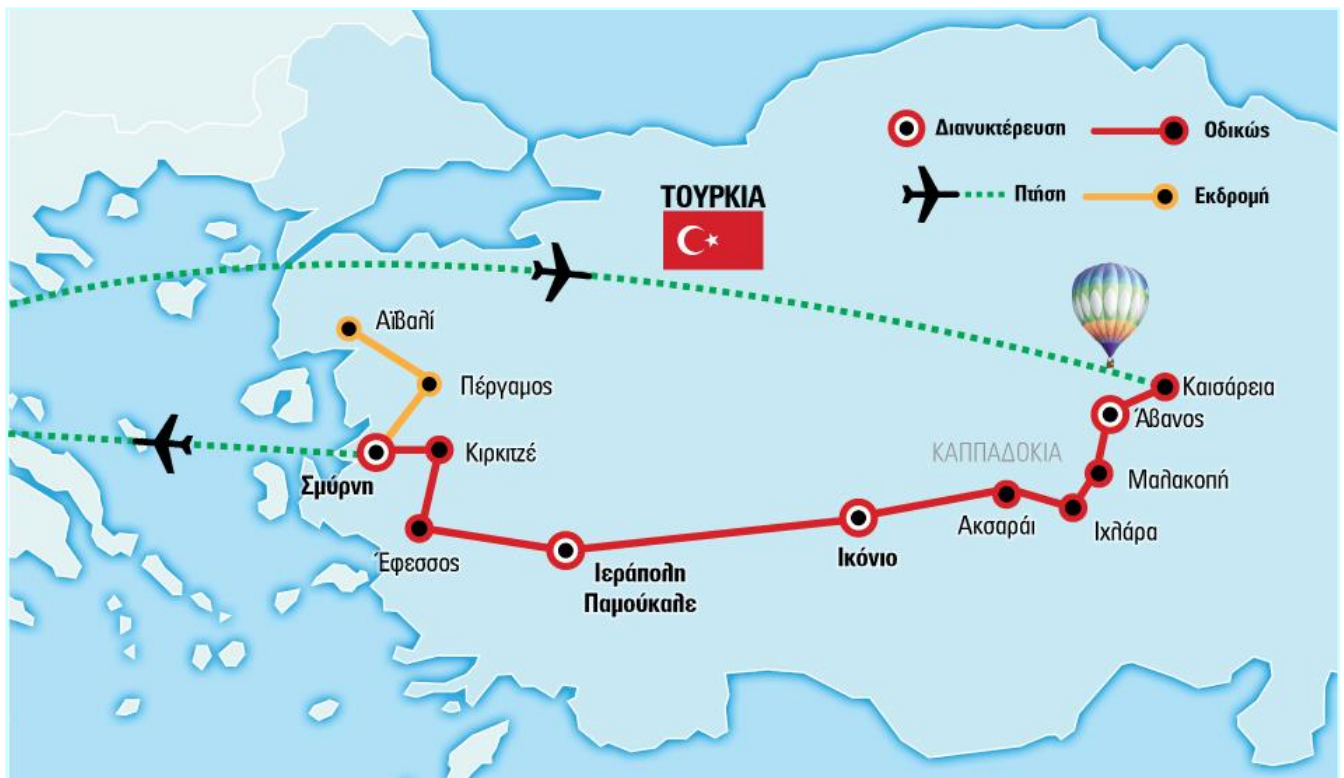 Διανυκτέρευση
Οδικώς
ΤΟΥΡΚΙΑ
Πτήση
Εκδρομή
Αϊβαλί
Πέργαμος
Καισάρεια
Άβανος
Κιρκιτζέ
ΚΑΠΠΑΔΟΚΙΑ
Σμύρνη
Μαλακοπή
Ακσαράι
Ιχλάρα
Έφεσσος
Ικόνιο
Ιεράπολη
Παμούκαλε